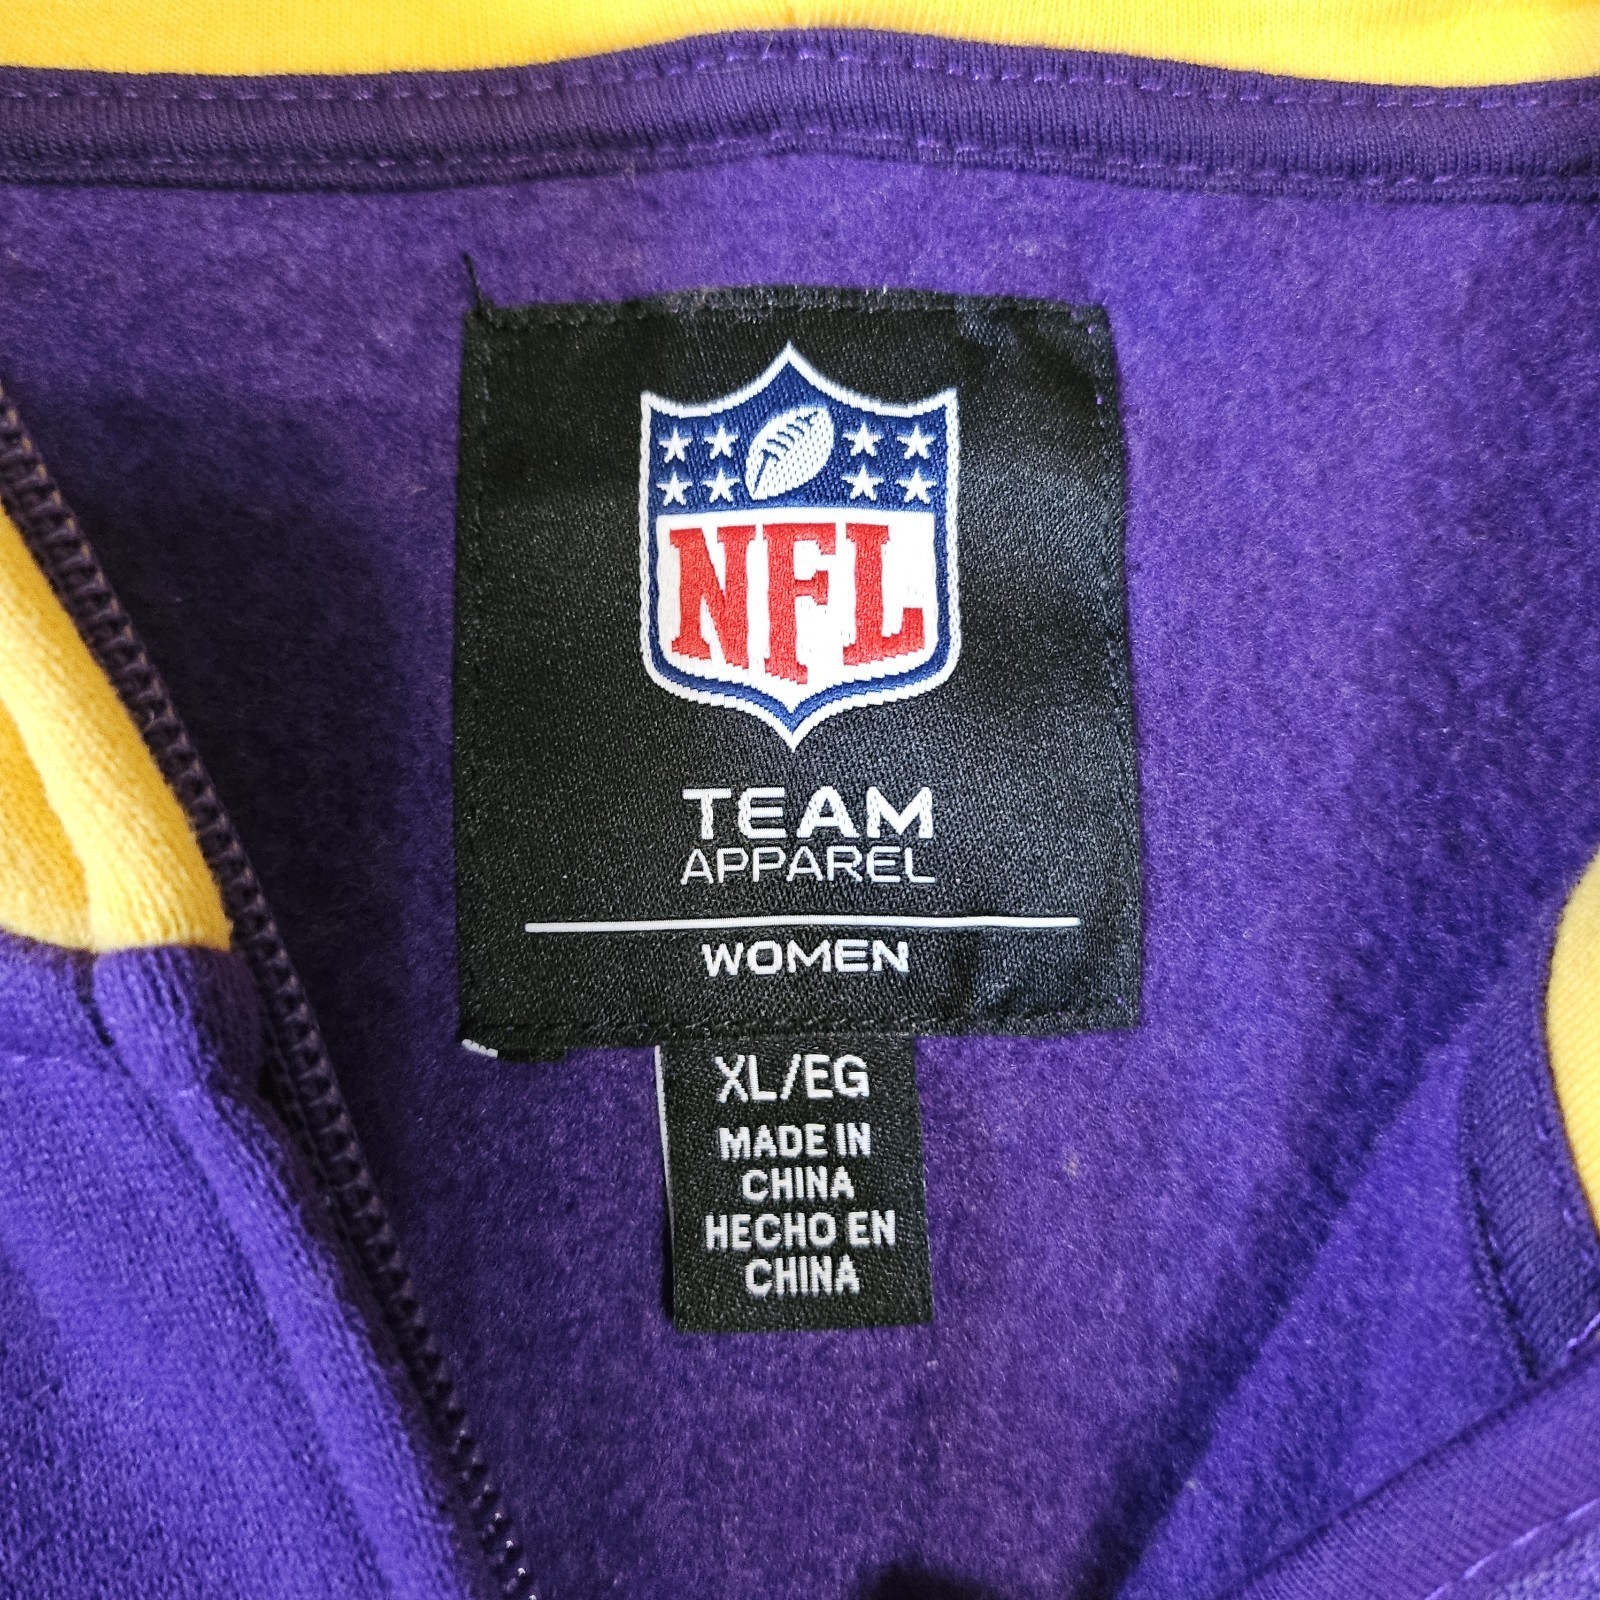 NFL
TEAM
APPAREL
WOMEN
XL/EG
MADE IN
CHINA
HECHO EN
CHINA